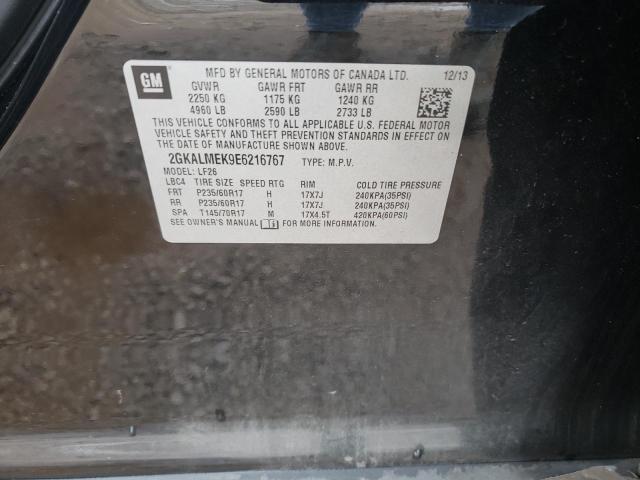 GM
MFD BY GENERAL MOTORS OF CANADA LTD. 12/13
GVWR GAWR FRT GAWR RR
2250 KG 1175 KG 1240 KG
4960 LB 2590 LB 2733 LB
THIS VEHICLE CONFORMS TO ALL APPLICABLE U.S. FEDERAL MOTOR
VEHICLE SAFETY AND THEFT PREVENTION STANDARDS IN EFFECT ON
THE DATE OF MANUFACTURE SHOWN ABOVE.
2GKALMEK9E6216767 TYPE: M.P.V.
MODEL: LF26
LBC4 TIRE SIZE SPEED RTG RIM COLD TIRE PRESSURE
FRT P235/60R17 H 17X7J 240KPA(35PSI)
RR P235/60R17 H 17X7J 240KPA(35PSI)
SPA T145/70R17 M 17X4.5T 420KPA(60PSI)
SEE OWNER'S MANUAL FOR MORE INFORMATION.